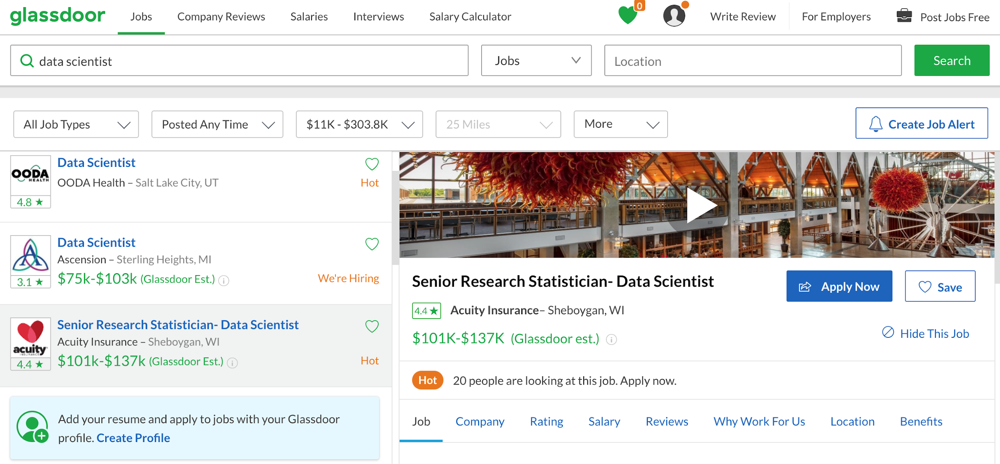 glassdoor Jobs Company Reviews Salaries Interviews Salary Calculator 0 Write Review For Employers Post Jobs Free
data scientist Jobs Location Search
All Job Types Posted Any Time $11K - $303.8K 25 Miles More Create Job Alert
OODA
HEALTH
4.8 ★
Data Scientist
OODA Health – Salt Lake City, UT
Hot
3.1 ★
Data Scientist
Ascension – Sterling Heights, MI
$75k-$103k (Glassdoor Est.) i
We're Hiring
acuity
INSURANCE
4.4 ★
Senior Research Statistician- Data Scientist
Acuity Insurance – Sheboygan, WI
$101k-$137k (Glassdoor Est.) i
Hot
Add your resume and apply to jobs with your Glassdoor
profile. Create Profile
Senior Research Statistician- Data Scientist
4.4 ★ Acuity Insurance– Sheboygan, WI
$101K-$137K (Glassdoor est.) i
Apply Now Save
Hide This Job
Hot 20 people are looking at this job. Apply now.
Job Company Rating Salary Reviews Why Work For Us Location Benefits